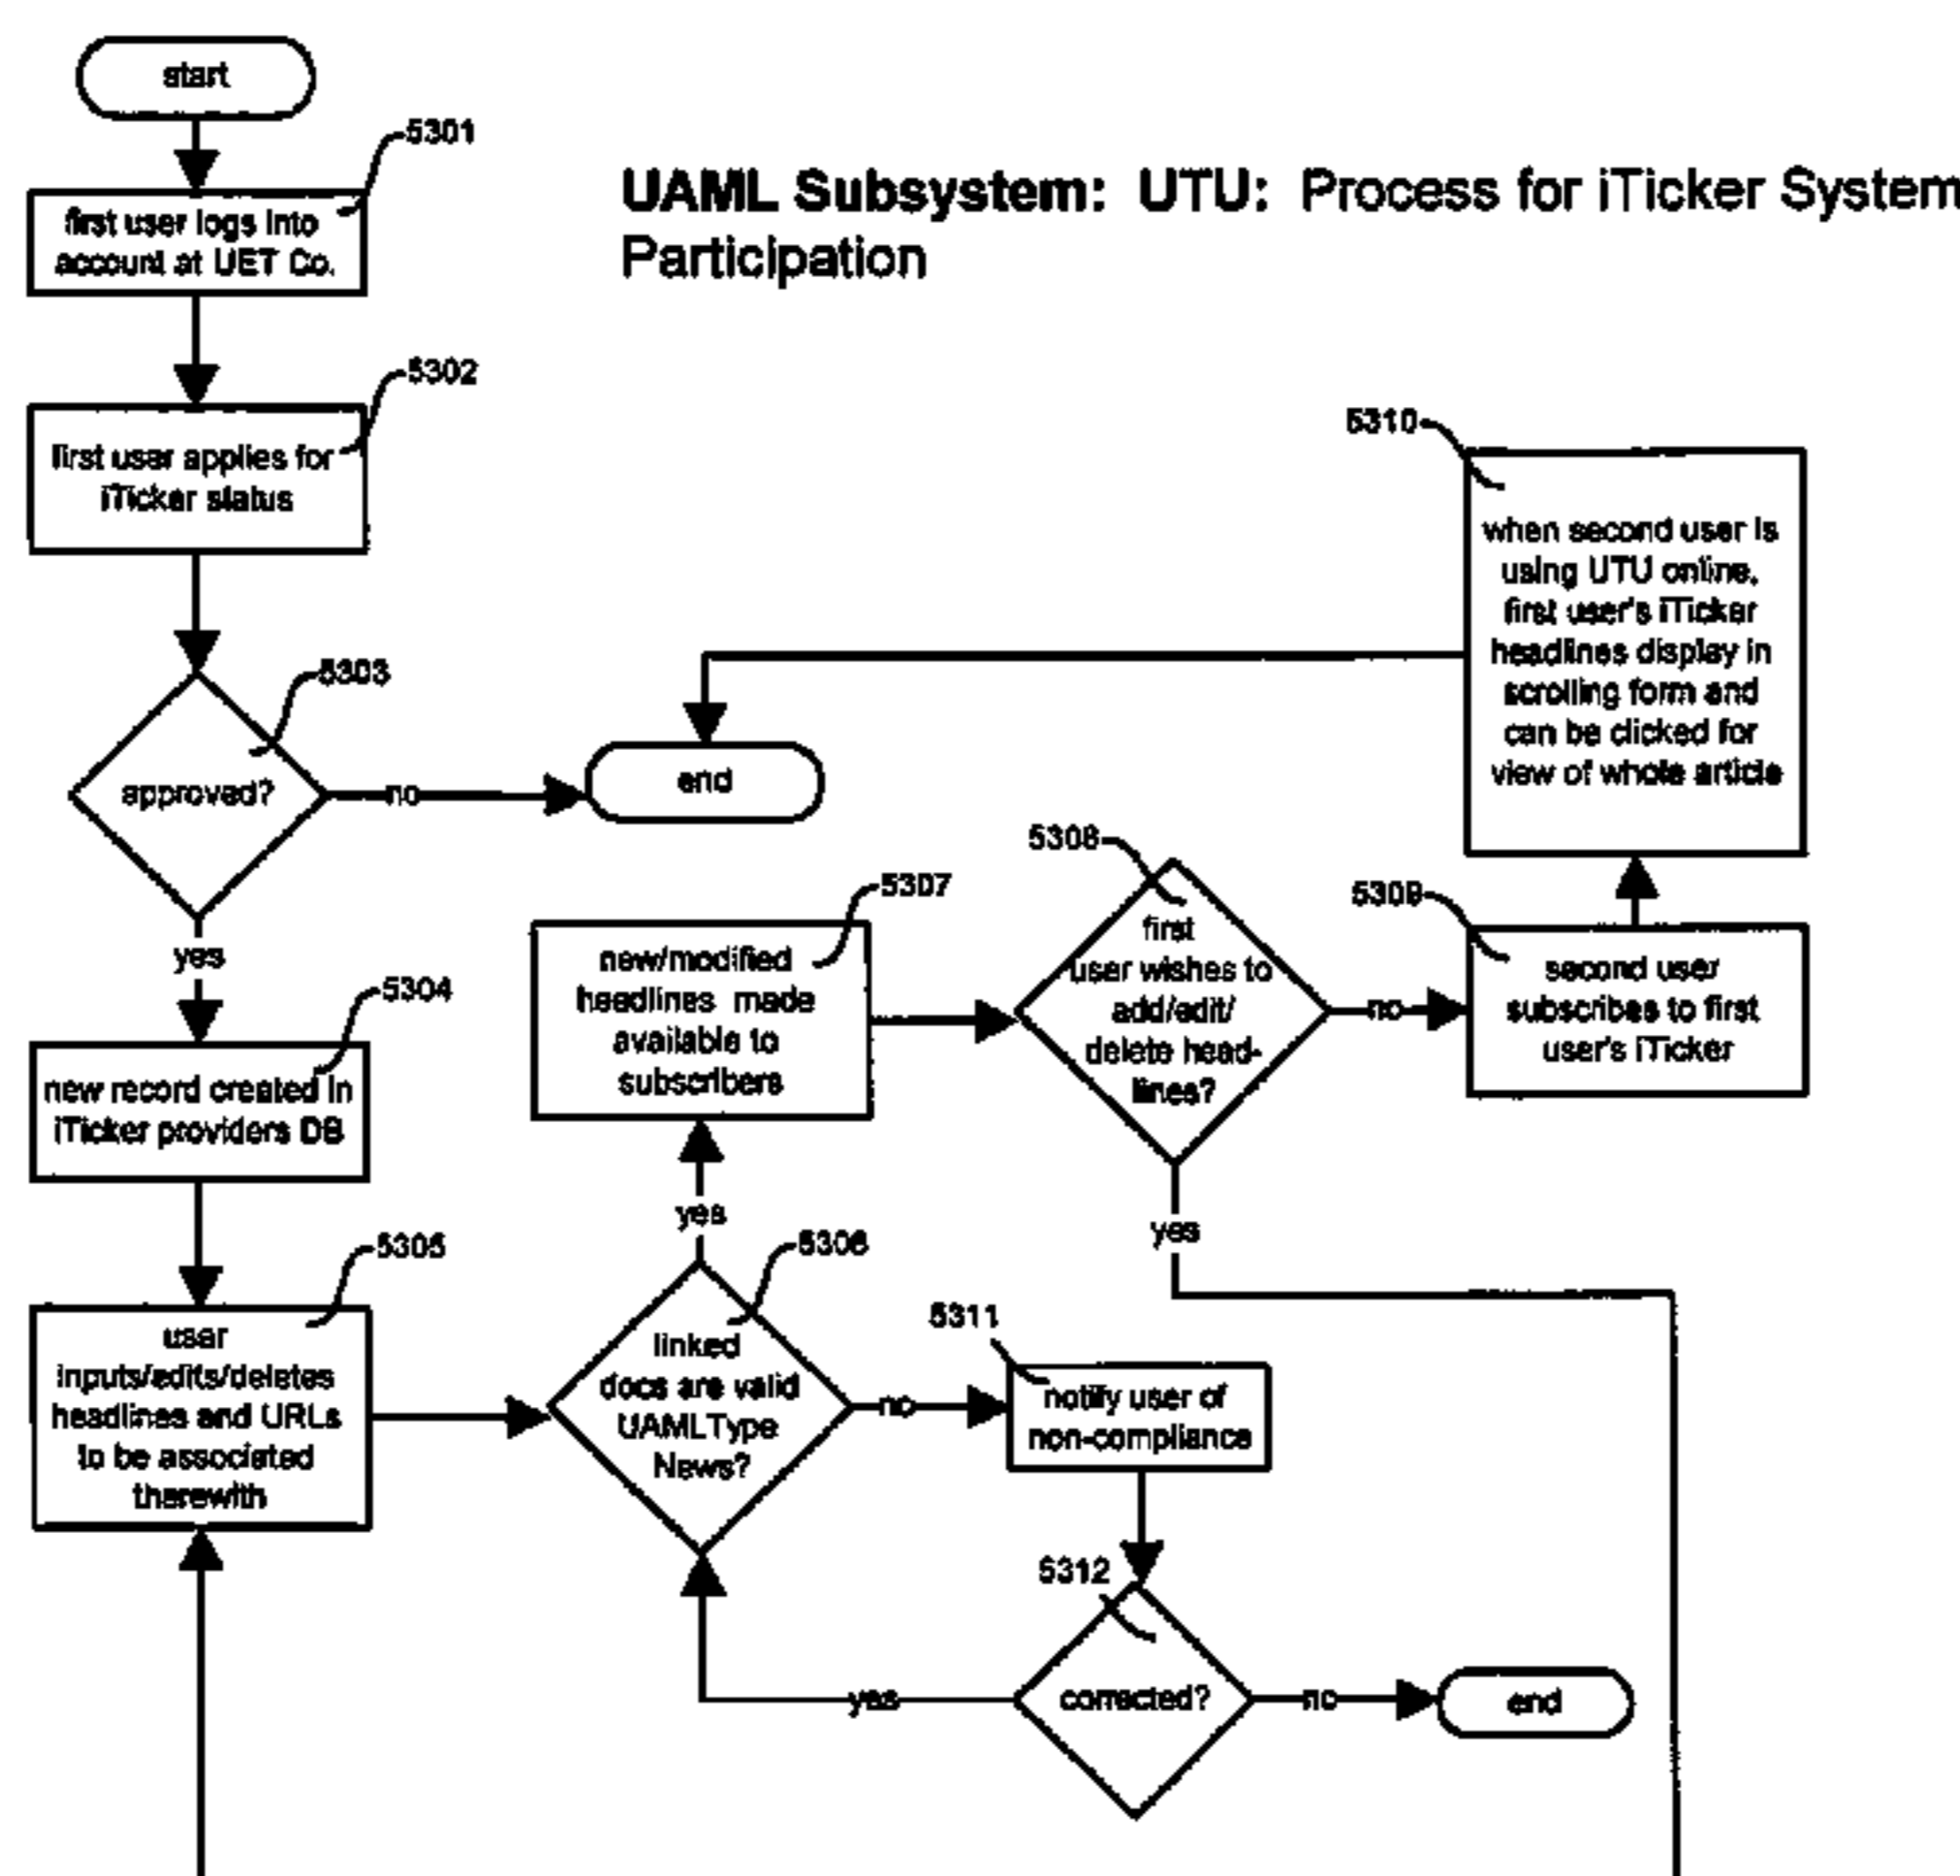 start
5301
first user logs into
account at UET Co.
UAML Subsystem: UTU: Process for iTicker System
Participation
5302
first user applies for
iTicker status
5303
approved?
no
end
yes
5304
new record created in
iTicker providers DB
5305
user
inputs/edits/deletes
headlines and URLs
to be associated
therewith
5306
linked
docs are valid
UAMLType
News?
yes
5307
new/modified
headlines made
available to
subscribers
5308
first
user wishes to
add/edit/
delete head-
lines?
no
5309
second user
subscribes to first
user's iTicker
5310
when second user is
using UTU online,
first user's iTicker
headlines display in
scrolling form and
can be clicked for
view of whole article
yes
no
5311
notify user of
non-compliance
5312
corrected?
yes
no
end